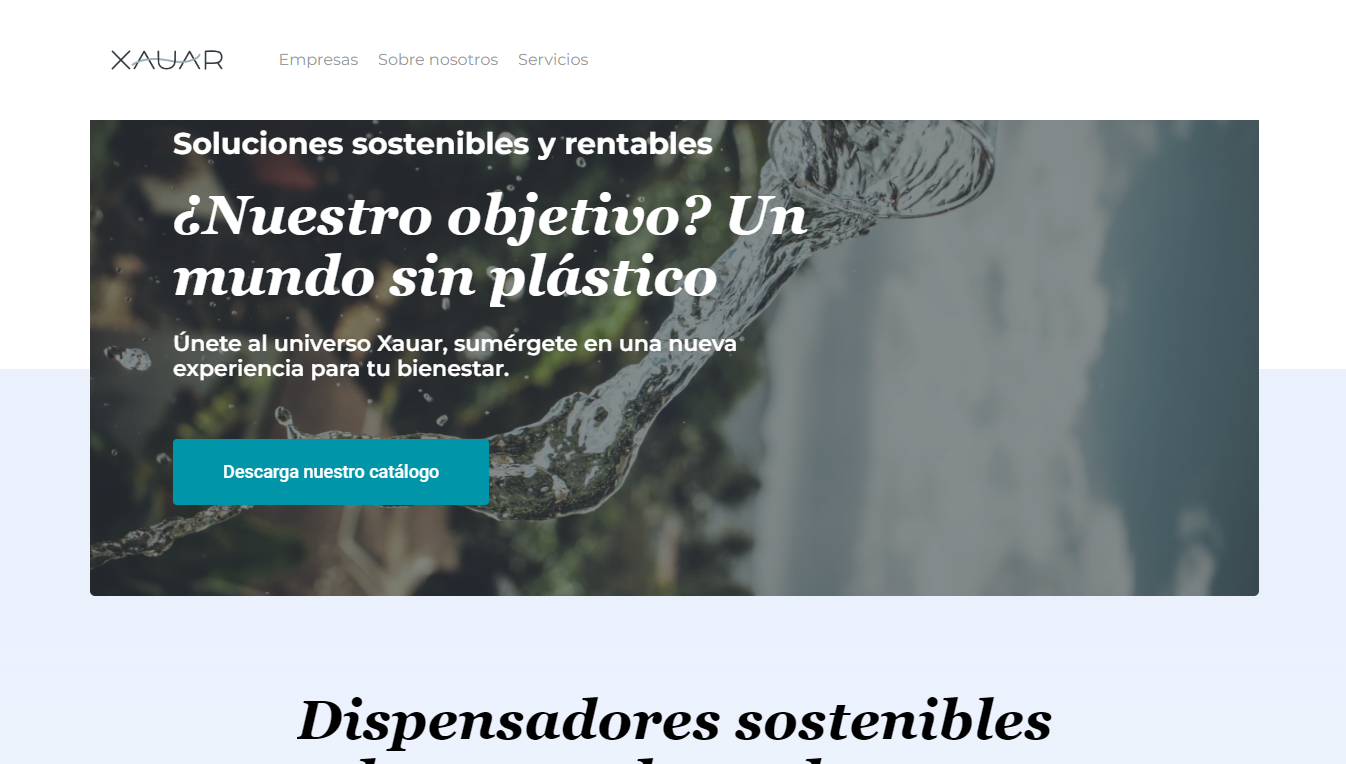 XAUAR
Empresas Sobre nosotros Servicios
Soluciones sostenibles y rentables
¿Nuestro objetivo? Un
mundo sin plástico
Únete al universo Xauar, sumérgete en una nueva
experiencia para tu bienestar.
Descarga nuestro catálogo
Dispensadores sostenibles